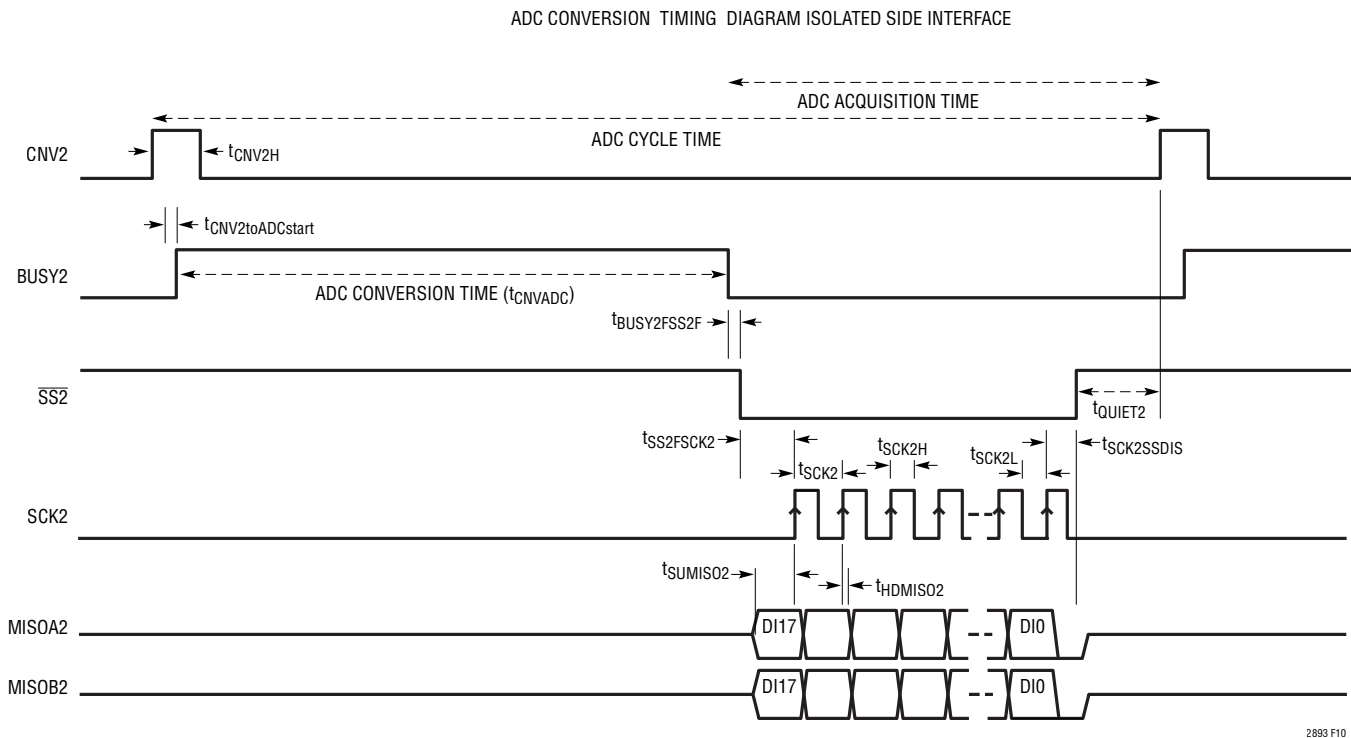 ADC CONVERSION TIMING DIAGRAM ISOLATED SIDE INTERFACE
ADC ACQUISITION TIME
ADC CYCLE TIME
CNV2
tCNV2H
tCNV2toADCstart
BUSY2
ADC CONVERSION TIME (tCNVADC)
tBUSY2FSS2F
SS2
tQUIET2
tSS2FSCK2
tSCK2
tSCK2H
tSCK2L
tSCK2SSDIS
SCK2
tSUMISO2
tHDMISO2
MISOA2
DI17
DI0
MISOB2
DI17
DI0
2893 F10